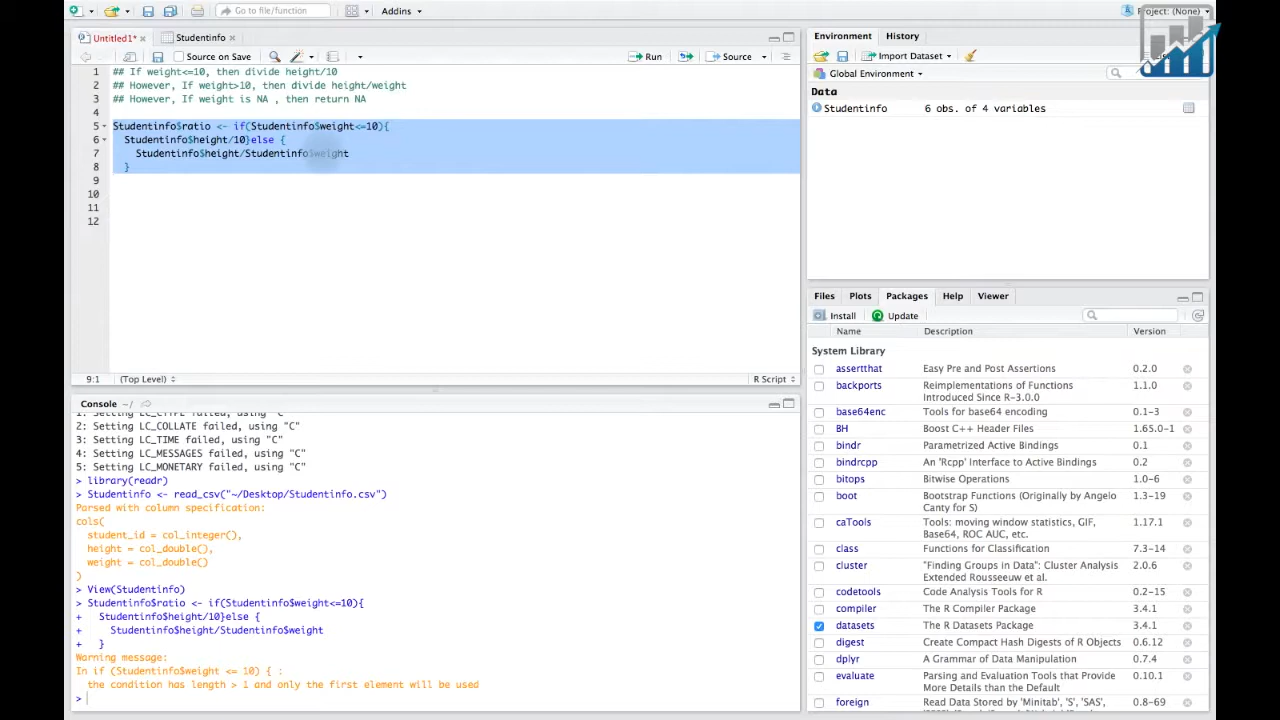 Go to file/function
Addins
Project: (None)
Untitled1*
Studentinfo
Source on Save
Run
Source
1 ## If weight<=10, then divide height/10
2 ## However, If weight>10, then divide height/weight
3 ## However, If weight is NA , then return NA
4
5 Studentinfo$ratio <- if(Studentinfo$weight<=10){
6 Studentinfo$height/10}else {
7 Studentinfo$height/Studentinfo$weight
8 }
9
10
11
12
9:1 (Top Level) R Script
Console ~/
1: Setting LC_CTYPE failed, using "C"
2: Setting LC_COLLATE failed, using "C"
3: Setting LC_TIME failed, using "C"
4: Setting LC_MESSAGES failed, using "C"
5: Setting LC_MONETARY failed, using "C"
> library(readr)
> Studentinfo <- read_csv("~/Desktop/Studentinfo.csv")
Parsed with column specification:
cols(
student_id = col_integer(),
height = col_double(),
weight = col_double()
)
> View(Studentinfo)
> Studentinfo$ratio <- if(Studentinfo$weight<=10){
+ Studentinfo$height/10}else {
+ Studentinfo$height/Studentinfo$weight
+ }
Warning message:
In if (Studentinfo$weight <= 10) { :
the condition has length > 1 and only the first element will be used
>
Environment History
Import Dataset
Global Environment
Data
Studentinfo 6 obs. of 4 variables
Files Plots Packages Help Viewer
Install Update
Name Description Version
System Library
assertthat Easy Pre and Post Assertions 0.2.0
backports Reimplementations of Functions 1.1.0
Introduced Since R-3.0.0
base64enc Tools for base64 encoding 0.1-3
BH Boost C++ Header Files 1.65.0-1
bindr Parametrized Active Bindings 0.1
bindrcpp An 'Rcpp' Interface to Active Bindings 0.2
bitops Bitwise Operations 1.0-6
boot Bootstrap Functions (Originally by Angelo 1.3-19
Canty for S)
caTools Tools: moving window statistics, GIF, 1.17.1
Base64, ROC AUC, etc.
class Functions for Classification 7.3-14
cluster "Finding Groups in Data": Cluster Analysis 2.0.6
Extended Rousseeuw et al.
codetools Code Analysis Tools for R 0.2-15
compiler The R Compiler Package 3.4.1
datasets The R Datasets Package 3.4.1
digest Create Compact Hash Digests of R Objects 0.6.12
dplyr A Grammar of Data Manipulation 0.7.4
evaluate Parsing and Evaluation Tools that Provide 0.10.1
More Details than the Default
foreign Read Data Stored by 'Minitab', 'S', 'SAS', 0.8-69